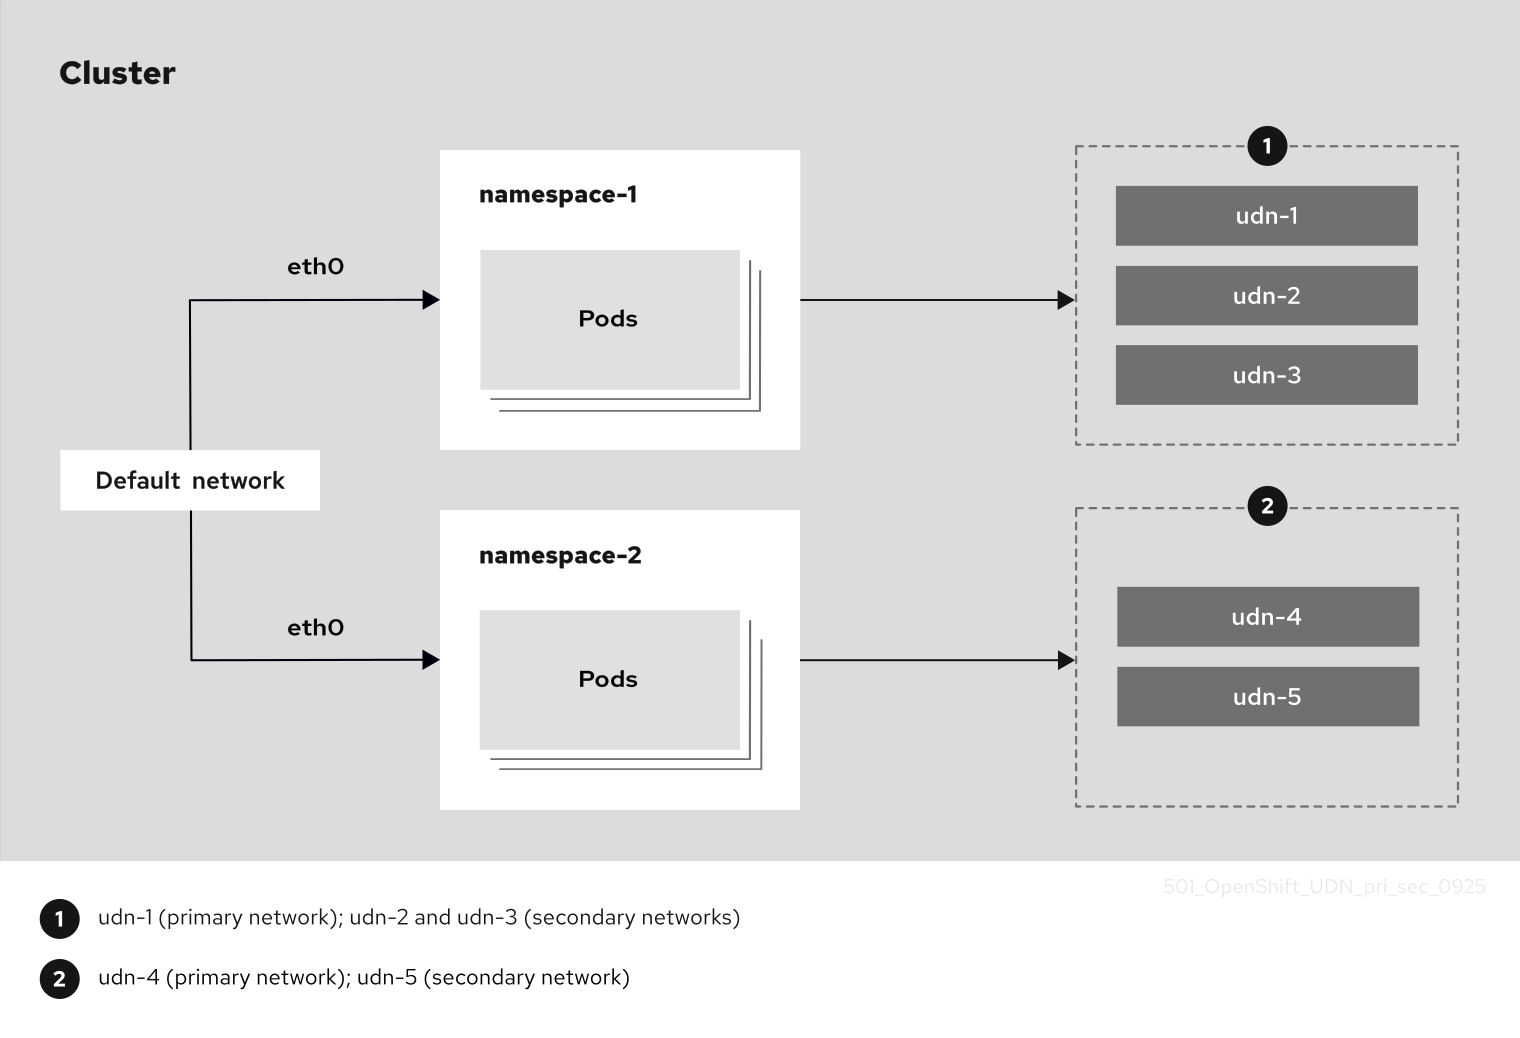 Cluster
namespace-1
eth0
Pods
1
udn-1
udn-2
udn-3
Default network
namespace-2
eth0
Pods
2
udn-4
udn-5
501_OpenShift_UDN_pri_sec_0925
1 udn-1 (primary network); udn-2 and udn-3 (secondary networks)
2 udn-4 (primary network); udn-5 (secondary network)